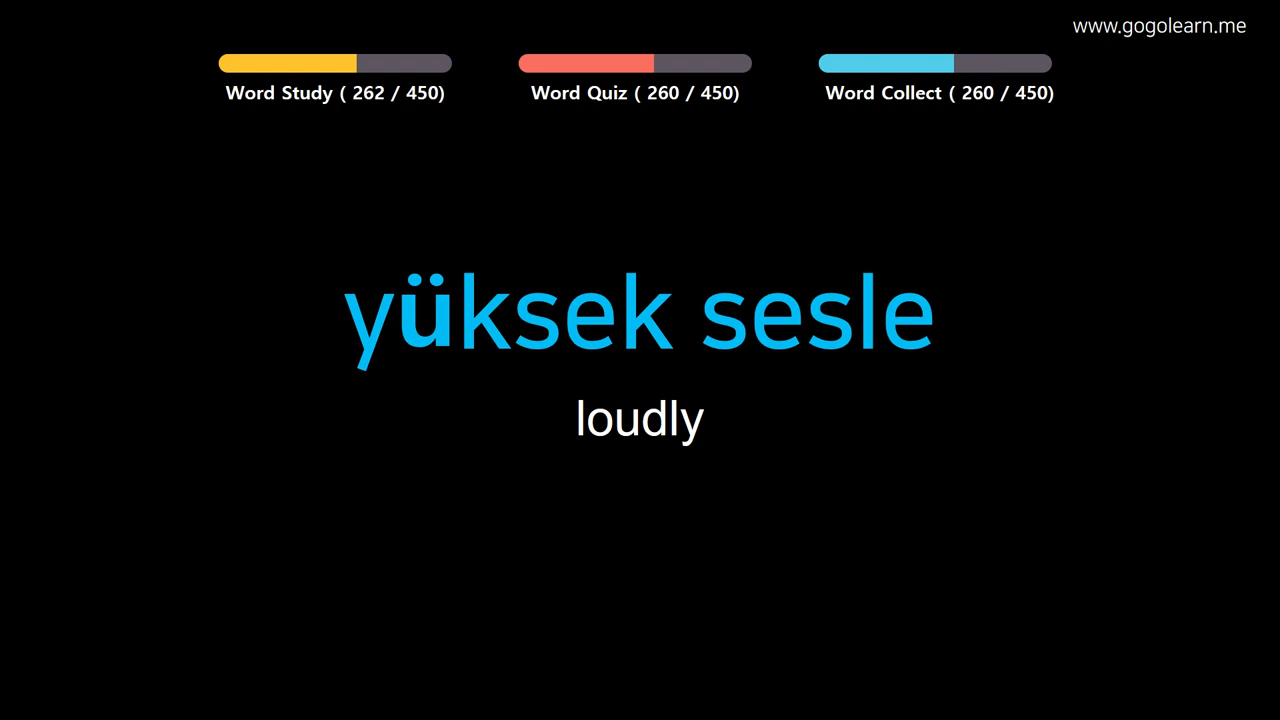 www.gogolearn.me
Word Study ( 262 / 450)
Word Quiz ( 260 / 450)
Word Collect ( 260 / 450)
yüksek sesle
loudly